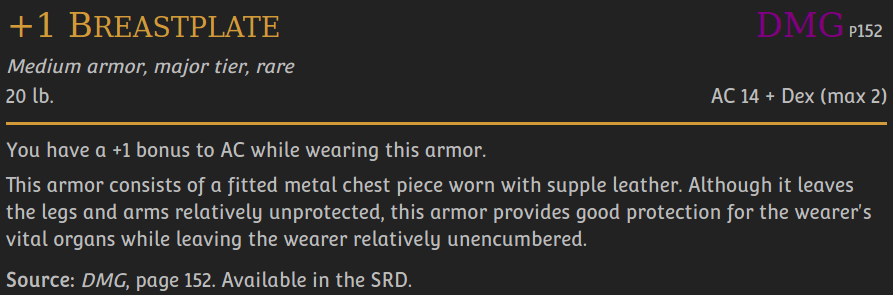 +1 Breastplate DMG p152
Medium armor, major tier, rare
20 lb. AC 14 + Dex (max 2)
You have a +1 bonus to AC while wearing this armor.
This armor consists of a fitted metal chest piece worn with supple leather. Although it leaves
the legs and arms relatively unprotected, this armor provides good protection for the wearer's
vital organs while leaving the wearer relatively unencumbered.
Source: DMG, page 152. Available in the SRD.